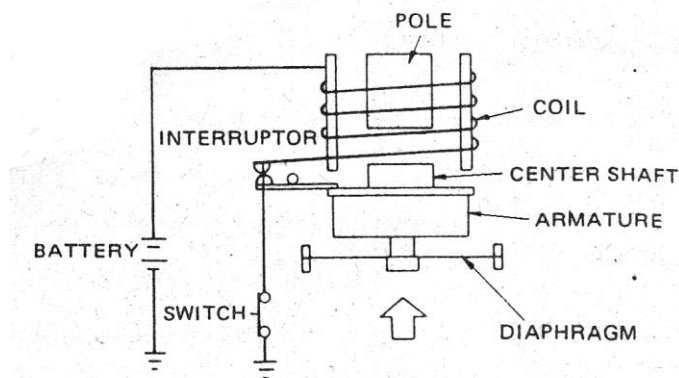 POLE
COIL
INTERRUPTOR
CENTER SHAFT
ARMATURE
BATTERY
SWITCH
DIAPHRAGM